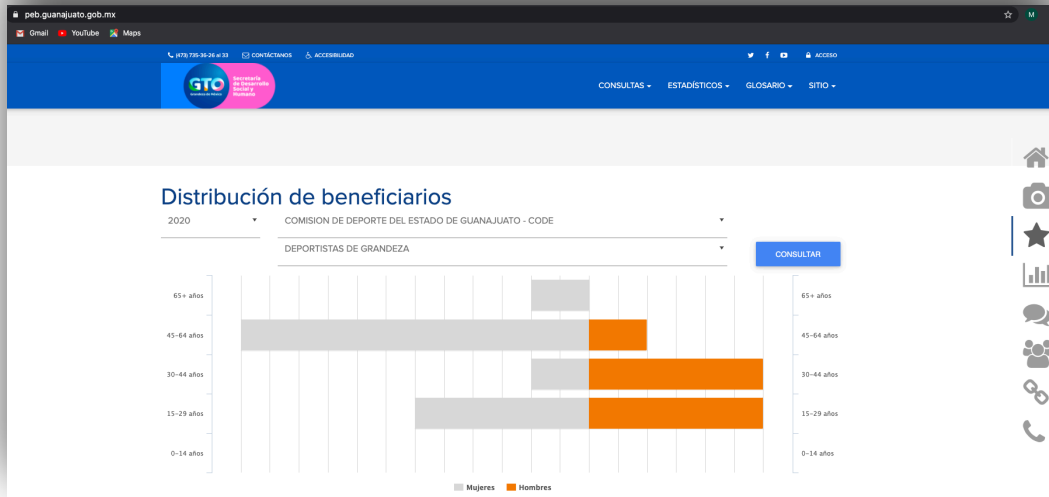 peb.guanajuato.gob.mx
M
Gmail YouTube Maps
(473) 735-36-26 al 33 CONTÁCTANOS ACCESIBILIDAD ACCESO
GTO
Grandeza de México
Secretaría
de Desarrollo
Social y
Humano
CONSULTAS ESTADÍSTICOS GLOSARIO SITIO
Distribución de beneficiarios
2020 COMISION DE DEPORTE DEL ESTADO DE GUANAJUATO - CODE
DEPORTISTAS DE GRANDEZA
CONSULTAR
65+ años 65+ años
45-64 años 45-64 años
30-44 años 30-44 años
15-29 años 15-29 años
0-14 años 0-14 años
Mujeres Hombres